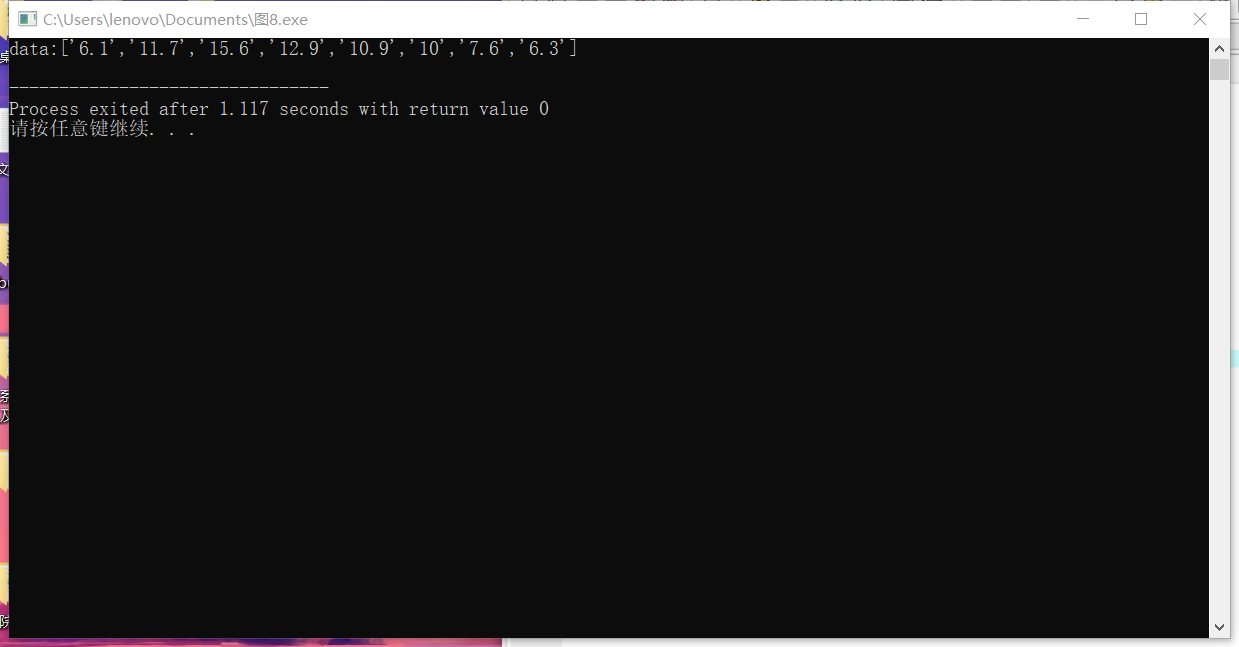 C:\Users\lenovo\Documents\图8.exe
data:['6.1','11.7','15.6','12.9','10.9','10','7.6','6.3']
--------------------------------
Process exited after 1.117 seconds with return value 0
请按任意键继续. . .